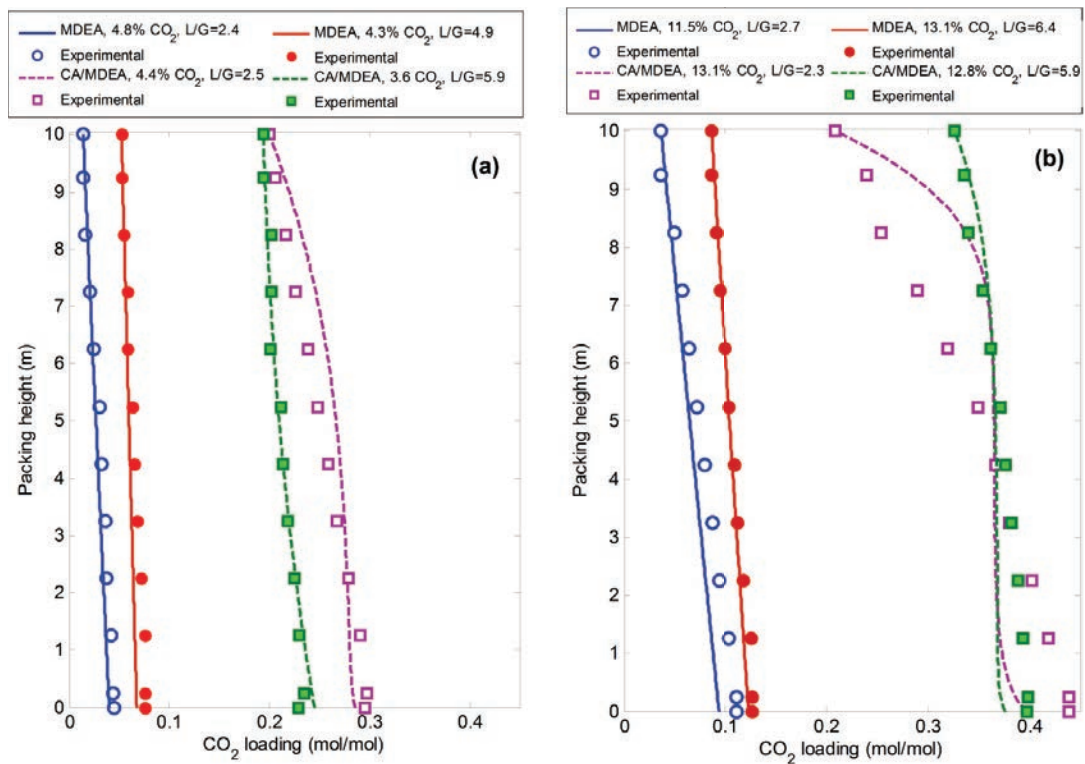 MDEA, 4.8% CO2, L/G=2.4 MDEA, 4.3% CO2, L/G=4.9
Experimental Experimental
CA/MDEA, 4.4% CO2, L/G=2.5 CA/MDEA, 3.6 CO2, L/G=5.9
Experimental Experimental
(a)
10
9
8
7
6
5
4
3
2
1
0
Packing height (m)
0 0.1 0.2 0.3 0.4
CO2 loading (mol/mol)
MDEA, 11.5% CO2, L/G=2.7 MDEA, 13.1% CO2, L/G=6.4
Experimental Experimental
CA/MDEA, 13.1% CO2, L/G=2.3 CA/MDEA, 12.8% CO2, L/G=5.9
Experimental Experimental
(b)
10
9
8
7
6
5
4
3
2
1
0
Packing height (m)
0 0.1 0.2 0.3 0.4
CO2 loading (mol/mol)